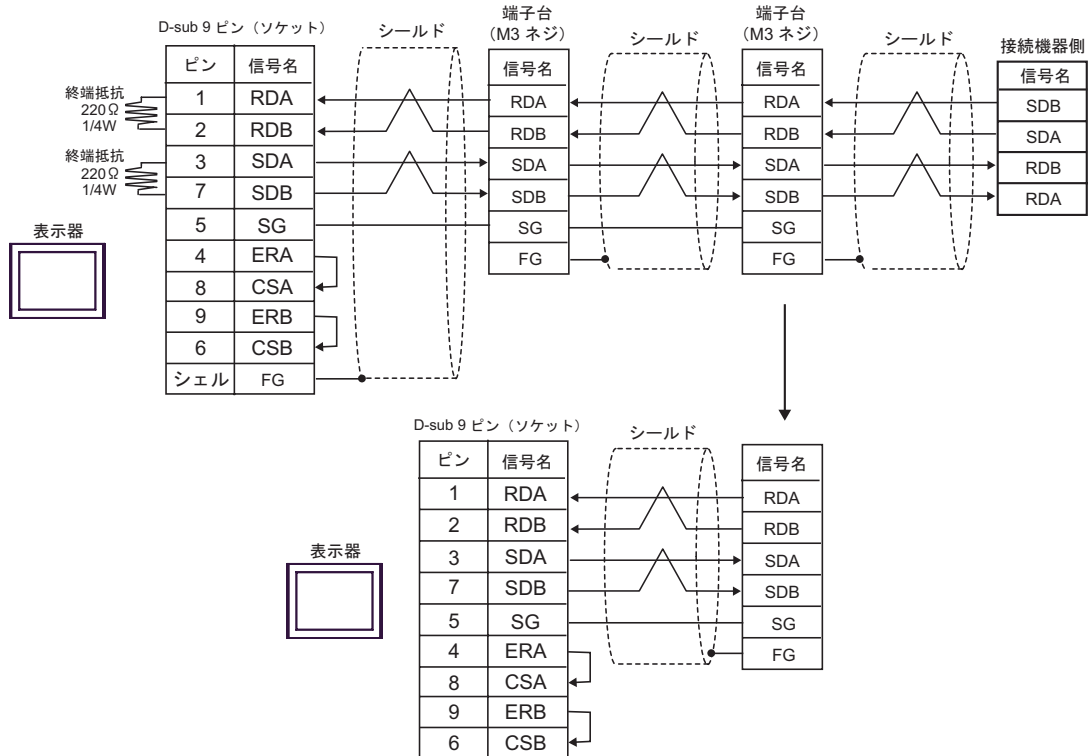 D-sub 9 ピン（ソケット）
ピン 信号名
1 RDA
2 RDB
3 SDA
7 SDB
5 SG
4 ERA
8 CSA
9 ERB
6 CSB
シェル FG
終端抵抗
220Ω
1/4W
終端抵抗
220Ω
1/4W
表示器
シールド
端子台
（M3 ネジ）
信号名
RDA
RDB
SDA
SDB
SG
FG
シールド
端子台
（M3 ネジ）
信号名
RDA
RDB
SDA
SDB
SG
FG
シールド
接続機器側
信号名
SDB
SDA
RDB
RDA
D-sub 9 ピン（ソケット）
ピン 信号名
1 RDA
2 RDB
3 SDA
7 SDB
5 SG
4 ERA
8 CSA
9 ERB
6 CSB
表示器
シールド
信号名
RDA
RDB
SDA
SDB
SG
FG